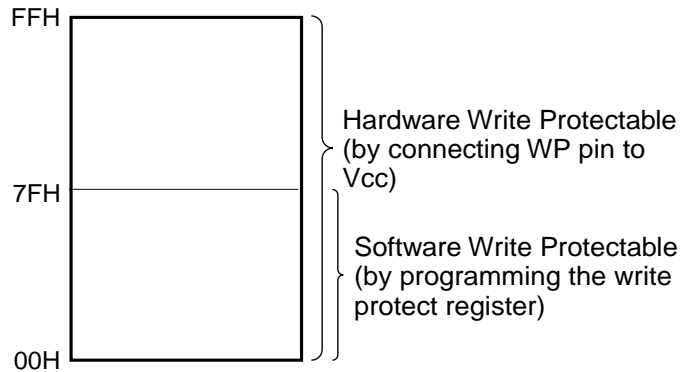 FFH
Hardware Write Protectable
(by connecting WP pin to
Vcc)
7FH
Software Write Protectable
(by programming the write
protect register)
00H